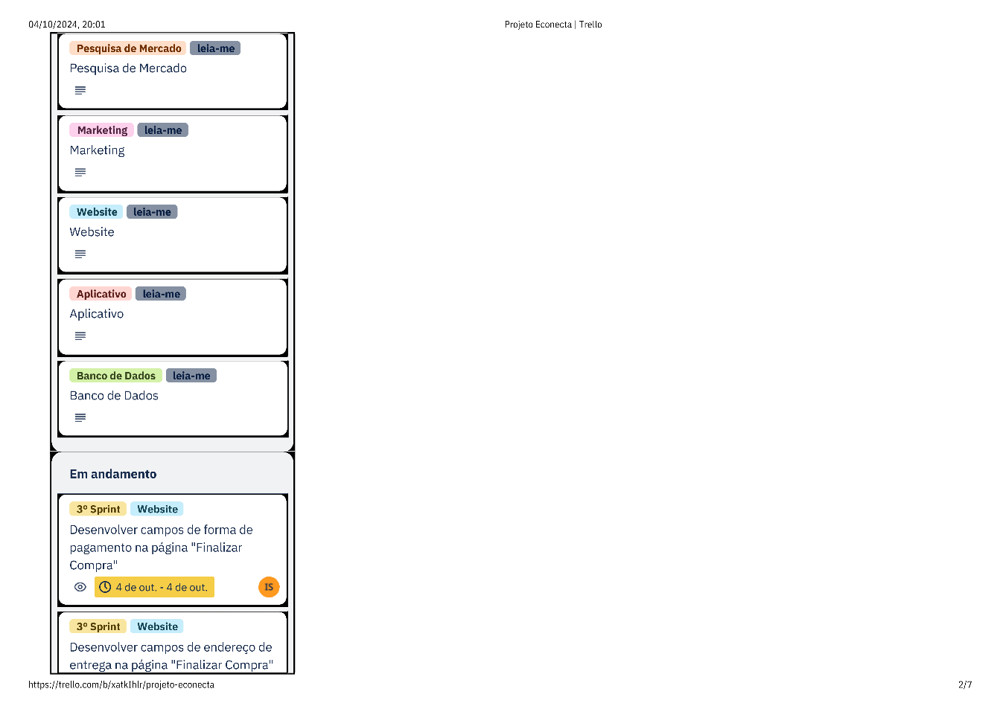 04/10/2024, 20:01
Projeto Econecta | Trello
Pesquisa de Mercado leia-me
Pesquisa de Mercado
Marketing leia-me
Marketing
Website leia-me
Website
Aplicativo leia-me
Aplicativo
Banco de Dados leia-me
Banco de Dados
Em andamento
3º Sprint Website
Desenvolver campos de forma de
pagamento na página "Finalizar
Compra"
4 de out. - 4 de out.
IS
3º Sprint Website
Desenvolver campos de endereço de
entrega na página "Finalizar Compra"
https://trello.com/b/xatkIhlr/projeto-econecta
2/7